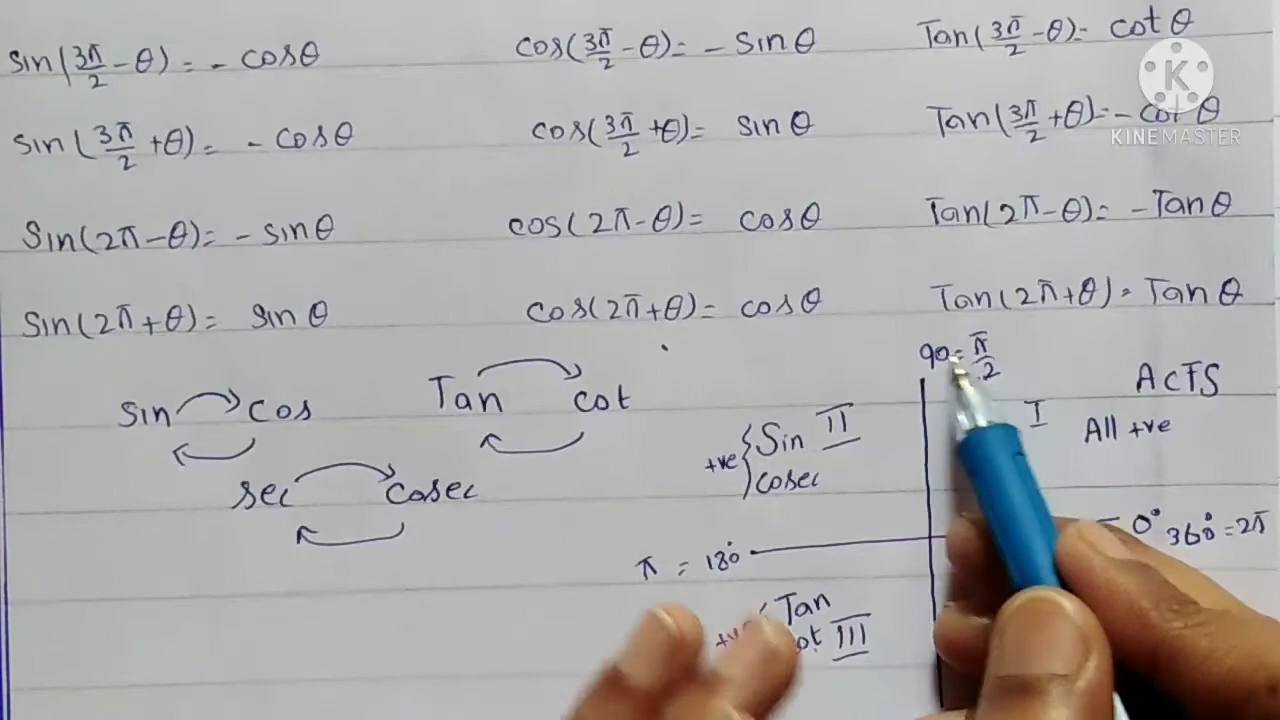 Sin(3π/2 - θ) = - cosθ cos(3π/2 - θ) = - sinθ Tan(3π/2 - θ) = cotθ
Sin(3π/2 + θ) = - cosθ cos(3π/2 + θ) = sinθ Tan(3π/2 + θ) = - cotθ
KINEMASTER
Sin(2π - θ) = - sinθ cos(2π - θ) = cosθ Tan(2π - θ) = - Tanθ
Sin(2π + θ) = sinθ cos(2π + θ) = cosθ Tan(2π + θ) = Tanθ
90 = π/2
Sin cos Tan cot
sec cosec
ACTS
I All +ve
+ve Sin II
cosec
π = 180°
0° 360° = 2π
+ve Tan
III